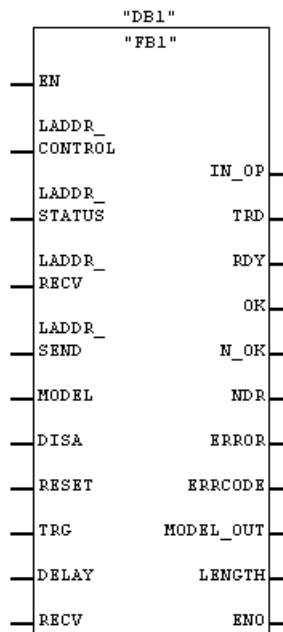 "DB1"
"FB1"
EN
LADDR_
CONTROL
LADDR_
STATUS
LADDR_
RECV
LADDR_
SEND
MODEL
DISA
RESET
TRG
DELAY
RECV
IN_OP
TRD
RDY
OK
N_OK
NDR
ERROR
ERRCODE
MODEL_OUT
LENGTH
ENO